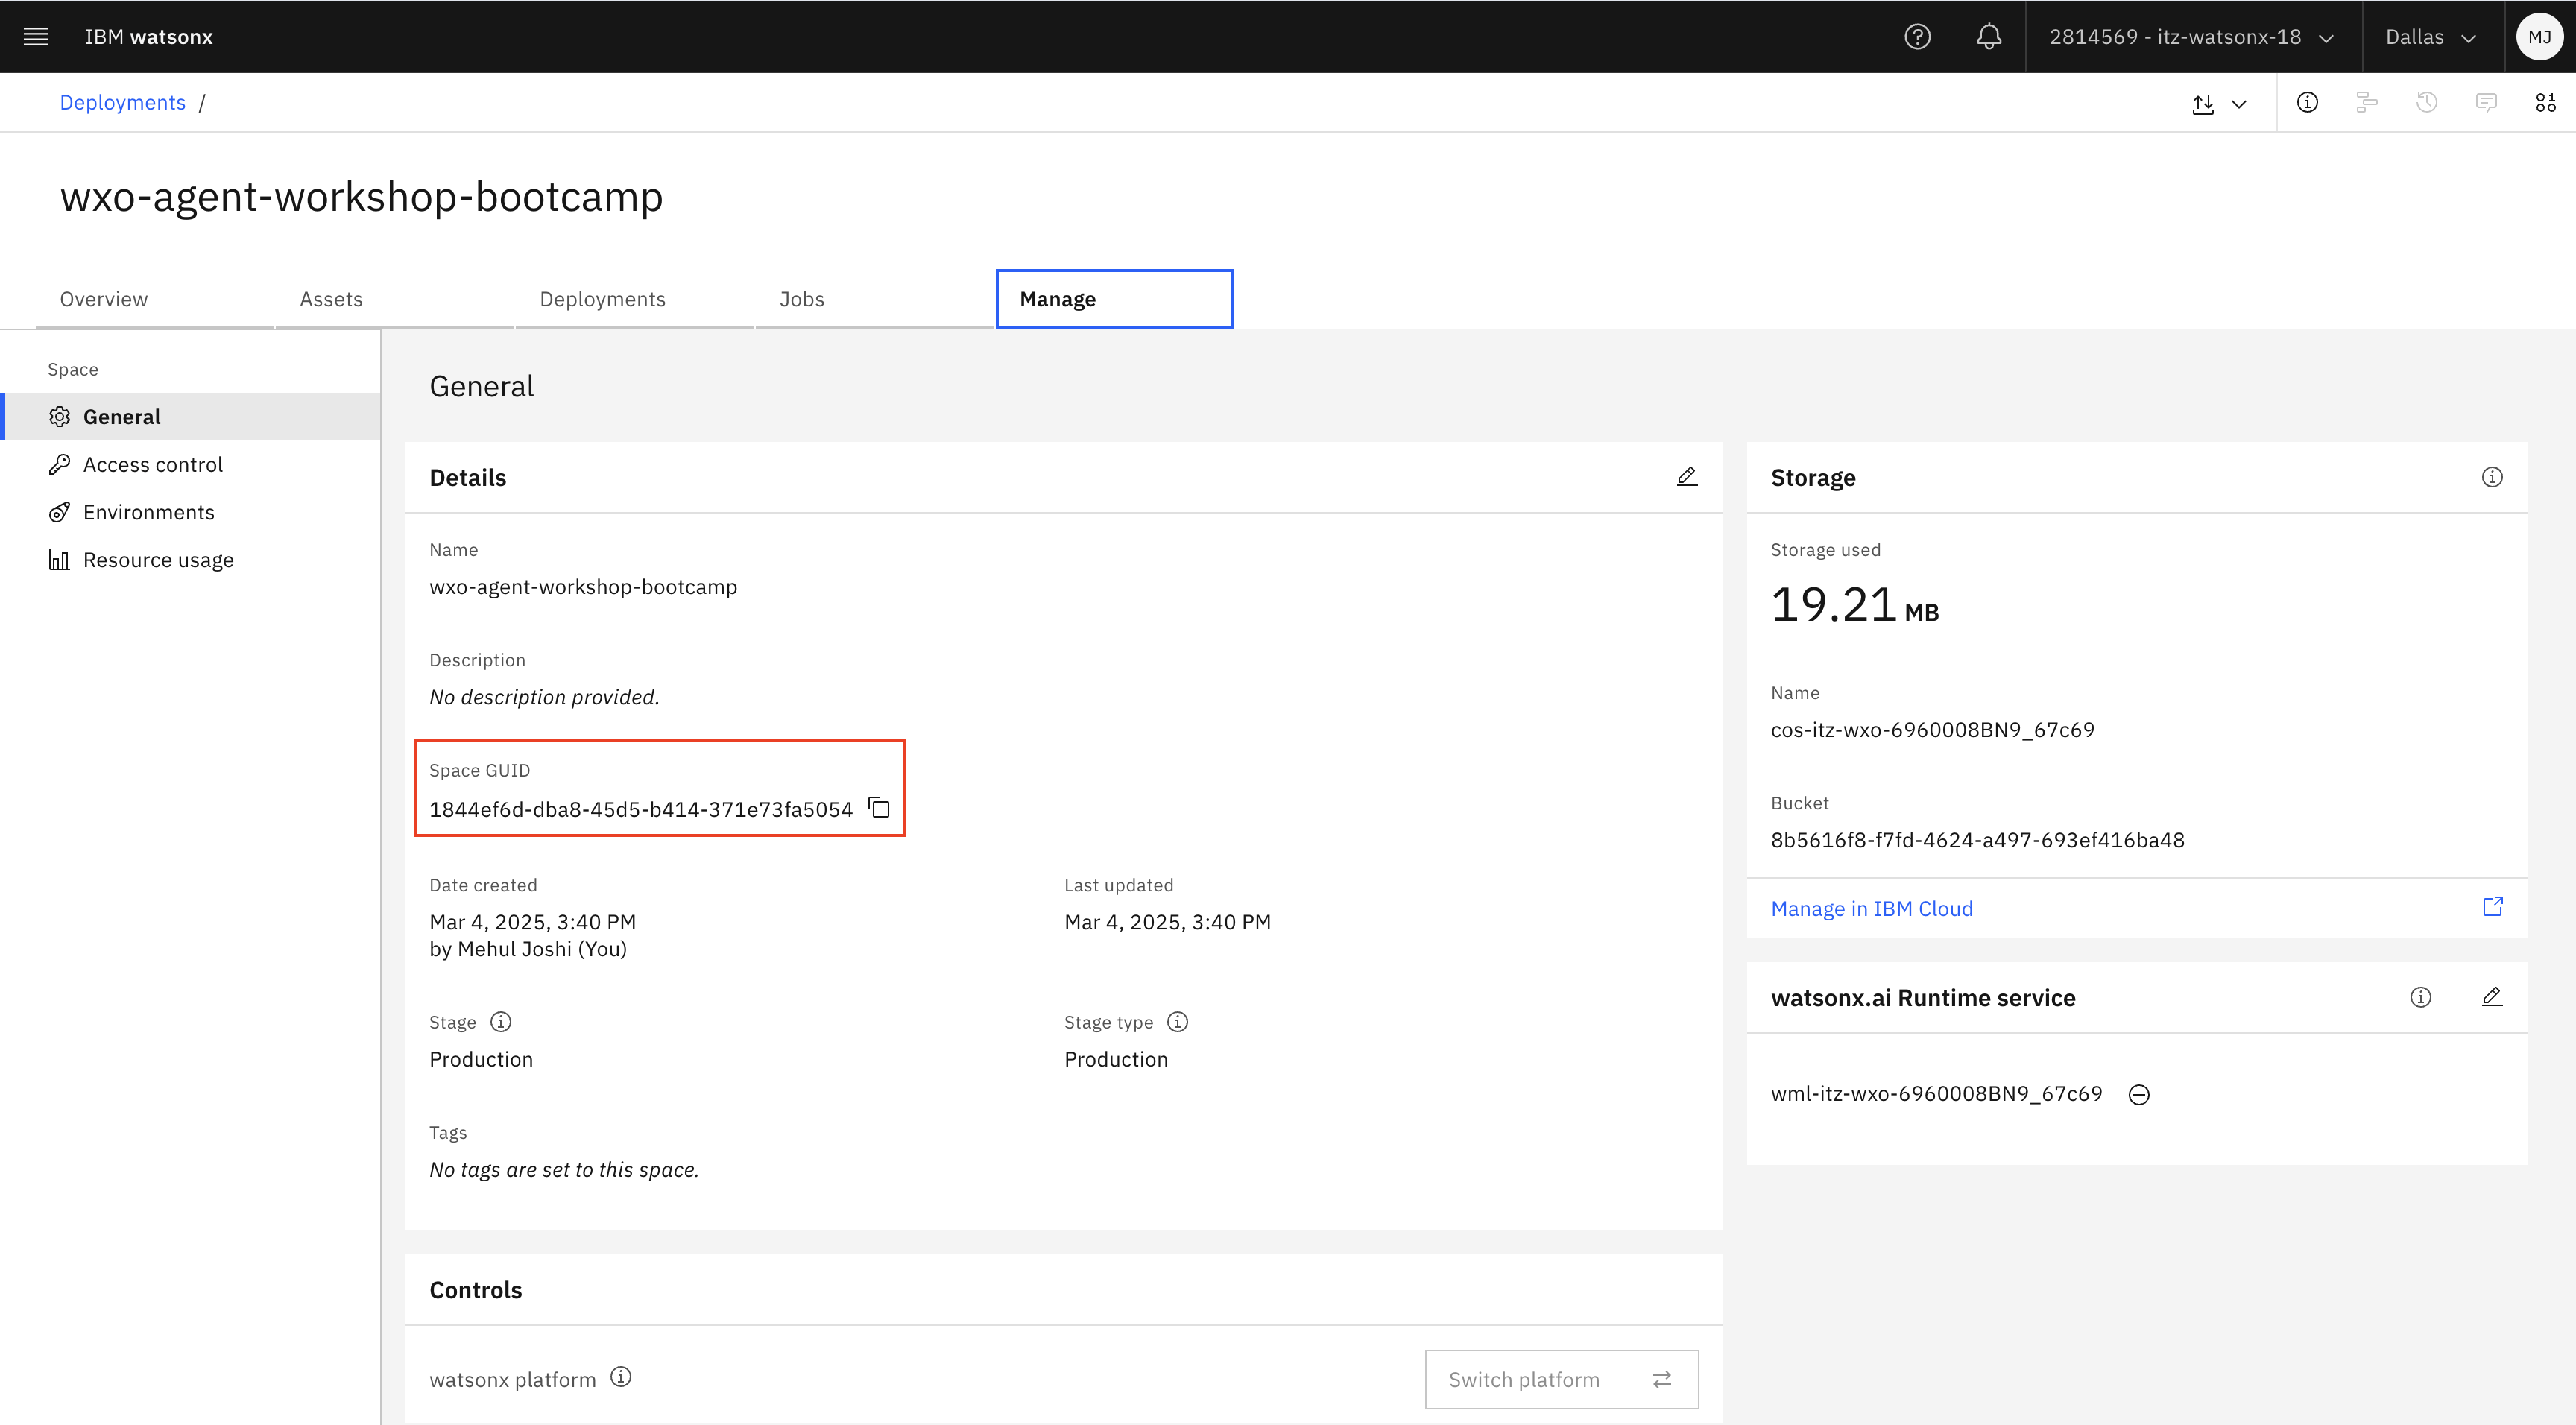 IBM watsonx
2814569 - itz-watsonx-18
Dallas
MJ
Deployments /
wxo-agent-workshop-bootcamp
Overview
Assets
Deployments
Jobs
Manage
Space
General
Access control
Environments
Resource usage
General
Details
Name
wxo-agent-workshop-bootcamp
Description
No description provided.
Space GUID
1844ef6d-dba8-45d5-b414-371e73fa5054
Date created
Mar 4, 2025, 3:40 PM
by Mehul Joshi (You)
Last updated
Mar 4, 2025, 3:40 PM
Stage
Production
Stage type
Production
Tags
No tags are set to this space.
Controls
watsonx platform
Switch platform
Storage
Storage used
19.21 MB
Name
cos-itz-wxo-6960008BN9_67c69
Bucket
8b5616f8-f7fd-4624-a497-693ef416ba48
Manage in IBM Cloud
watsonx.ai Runtime service
wml-itz-wxo-6960008BN9_67c69